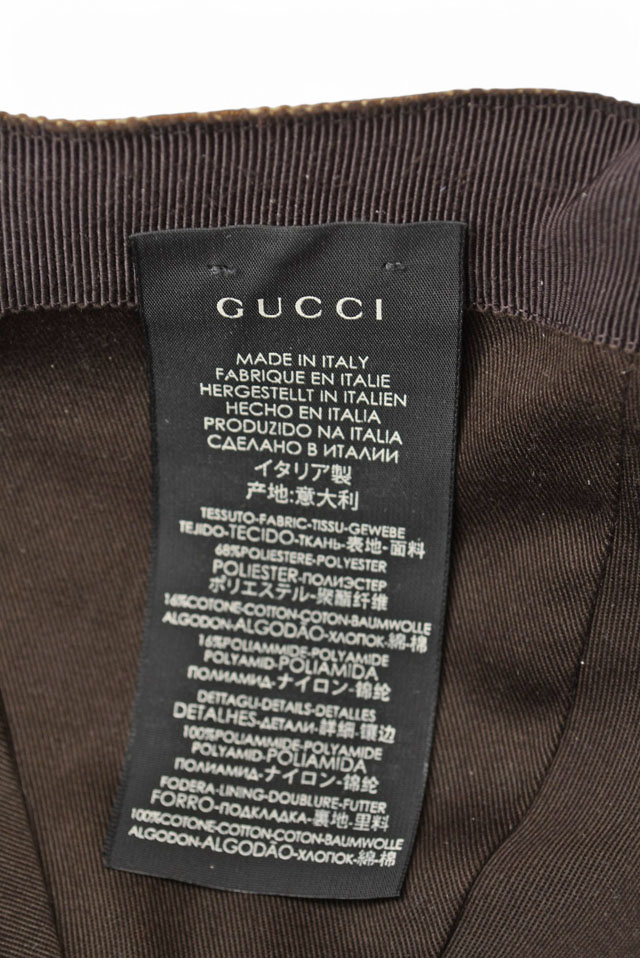 GUCCI
MADE IN ITALY
FABRIQUE EN ITALIE
HERGESTELLT IN ITALIEN
HECHO EN ITALIA
PRODUZIDO NA ITALIA
СДЕЛАНО В ИТАЛИИ
イタリア製
产地:意大利
TESSUTO-FABRIC-TISSU-GEWEBE
TEJIDO-TECIDO-ТКАНЬ-表地-面料
68%POLIESTERE-POLYESTER
POLIESTER-ПОЛИЭСТЕР
ポリエステル-聚酯纤维
16%COTONE-COTTON-COTON-BAUMWOLLE
ALGODON-ALGODÃO-ХЛОПОК-綿-棉
16%POLIAMMIDE-POLYAMIDE
POLYAMID-POLIAMIDA
ПОЛИАМИД-ナイロン-锦纶
DETTAGLI-DETAILS-DETALLES
DETALHES-ДЕТАЛИ-詳細-镶边
100%POLIAMMIDE-POLYAMIDE
POLYAMID-POLIAMIDA
ПОЛИАМИД-ナイロン-锦纶
FODERA-LINING-DOUBLURE-FUTTER
FORRO-ПОДКЛАДКА-裏地-里料
100%COTONE-COTTON-COTON-BAUMWOLLE
ALGODON-ALGODÃO-ХЛОПОК-綿-棉